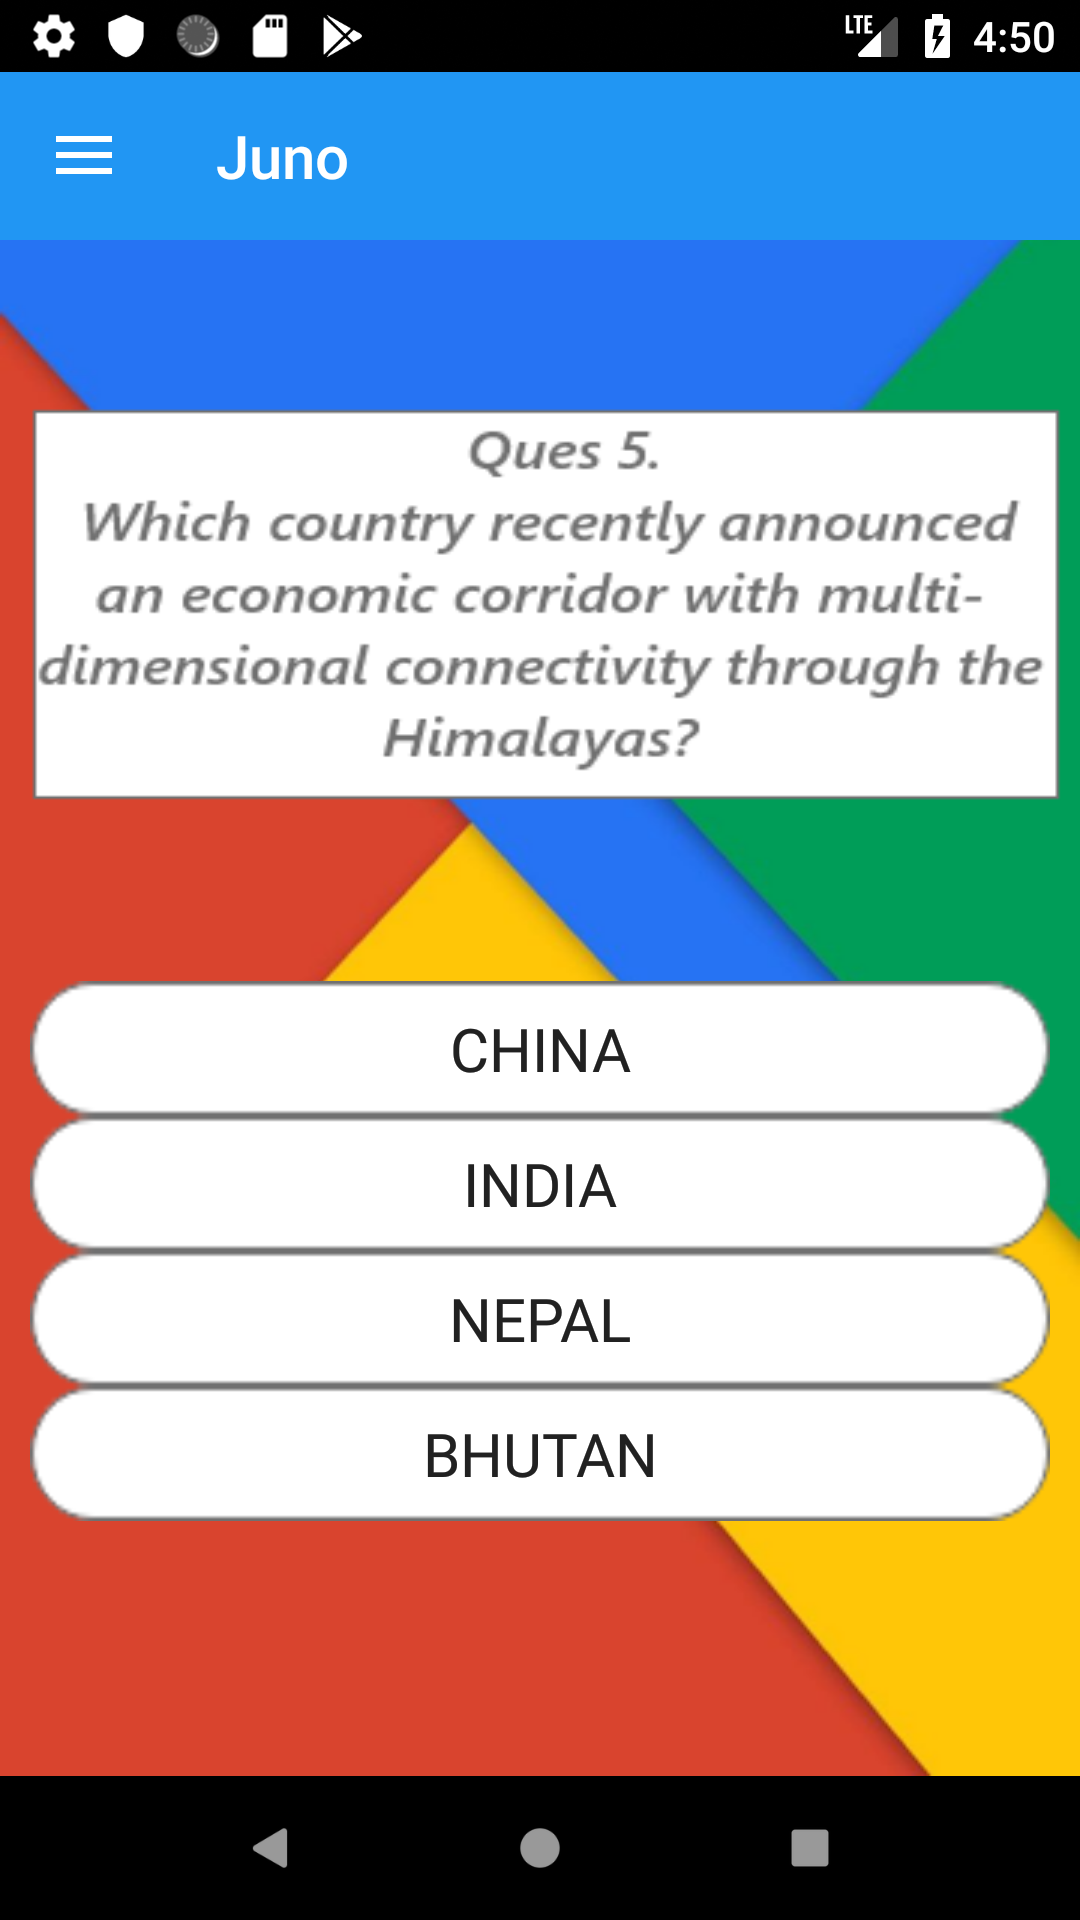 LTE 4:50
Juno
Ques 5.
Which country recently announced
an economic corridor with multi-
dimensional connectivity through the
Himalayas?
CHINA
INDIA
NEPAL
BHUTAN